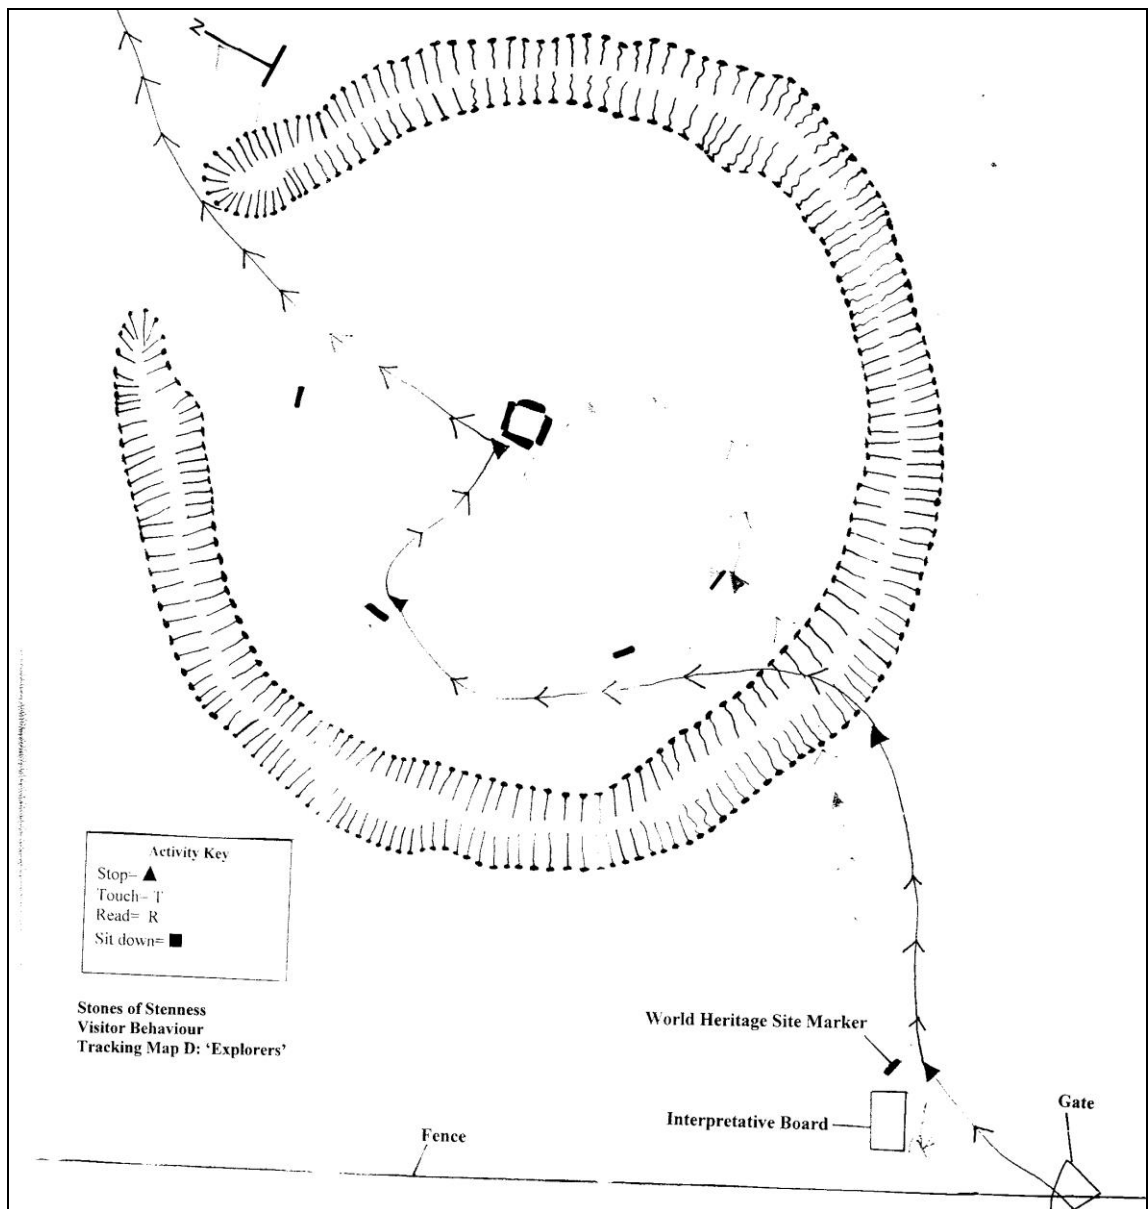 N
Activity Key
Stop= ▲
Touch= T
Read= R
Sit down= ■
Stones of Stenness
Visitor Behaviour
Tracking Map D: 'Explorers'
World Heritage Site Marker
Interpretative Board
Gate
Fence